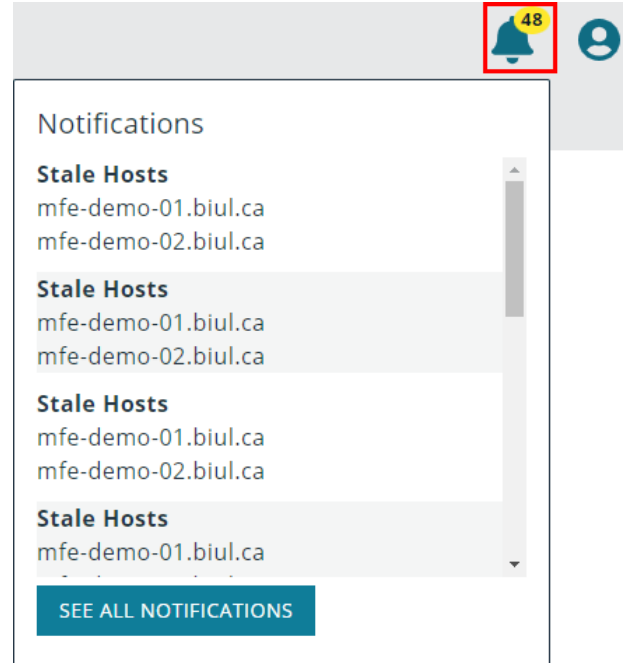 48
Notifications
Stale Hosts
mfe-demo-01.biul.ca
mfe-demo-02.biul.ca
Stale Hosts
mfe-demo-01.biul.ca
mfe-demo-02.biul.ca
Stale Hosts
mfe-demo-01.biul.ca
mfe-demo-02.biul.ca
Stale Hosts
mfe-demo-01.biul.ca
SEE ALL NOTIFICATIONS